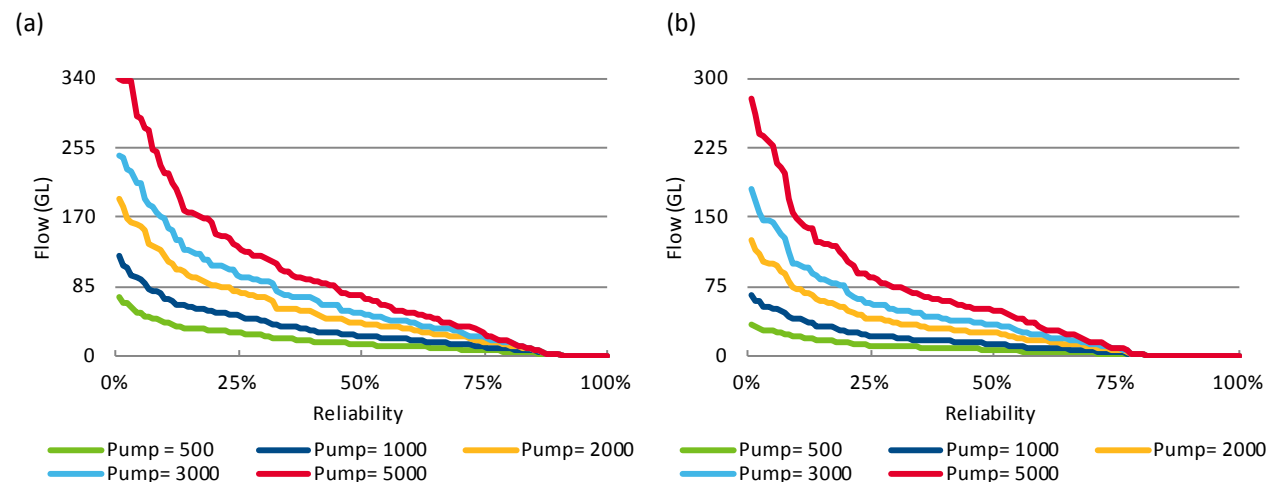 (a)
340
255
170
85
0
Flow (GL)
0% 25% 50% 75% 100%
Reliability
Pump = 500 Pump= 1000 Pump= 2000
Pump= 3000 Pump= 5000
(b)
300
225
150
75
0
Flow (GL)
0% 25% 50% 75% 100%
Reliability
Pump = 500 Pump= 1000 Pump= 2000
Pump= 3000 Pump= 5000